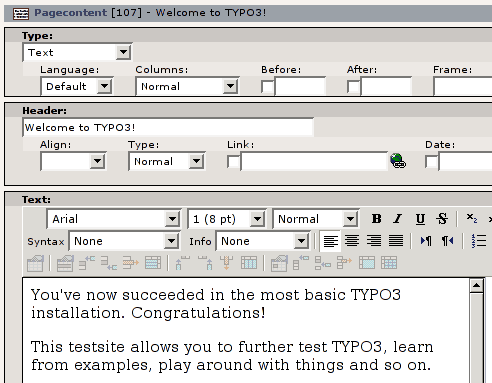 Pagecontent [107] - Welcome to TYPO3!
Type:
Text
Language: Columns: Before: After: Frame:
Default Normal
Header:
Welcome to TYPO3!
Align: Type: Link: Date:
Normal
Text:
Arial 1 (8 pt) Normal B I U S x2 x
Syntax None Info None
You've now succeeded in the most basic TYPO3
installation. Congratulations!
This testsite allows you to further test TYPO3, learn
from examples, play around with things and so on.